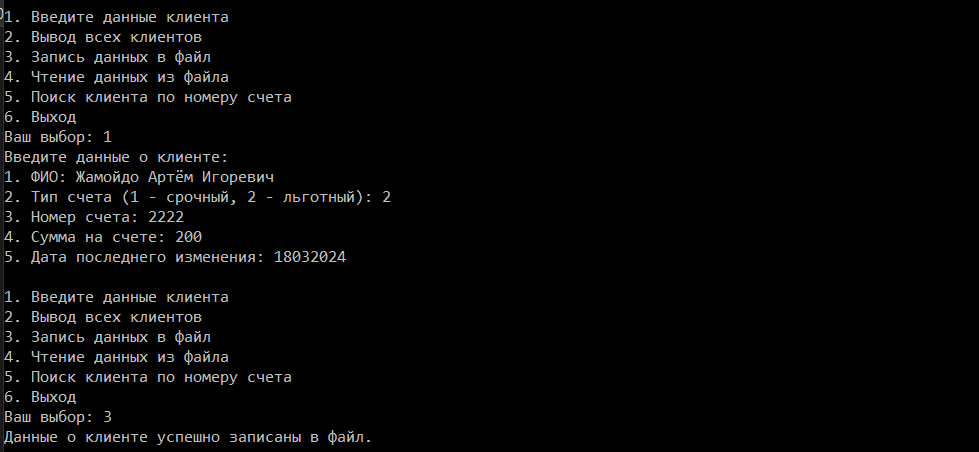 1. Введите данные клиента
2. Вывод всех клиентов
3. Запись данных в файл
4. Чтение данных из файла
5. Поиск клиента по номеру счета
6. Выход
Ваш выбор: 1
Введите данные о клиенте:
1. ФИО: Жамойдо Артём Игоревич
2. Тип счета (1 - срочный, 2 - льготный): 2
3. Номер счета: 2222
4. Сумма на счете: 200
5. Дата последнего изменения: 18032024
1. Введите данные клиента
2. Вывод всех клиентов
3. Запись данных в файл
4. Чтение данных из файла
5. Поиск клиента по номеру счета
6. Выход
Ваш выбор: 3
Данные о клиенте успешно записаны в файл.